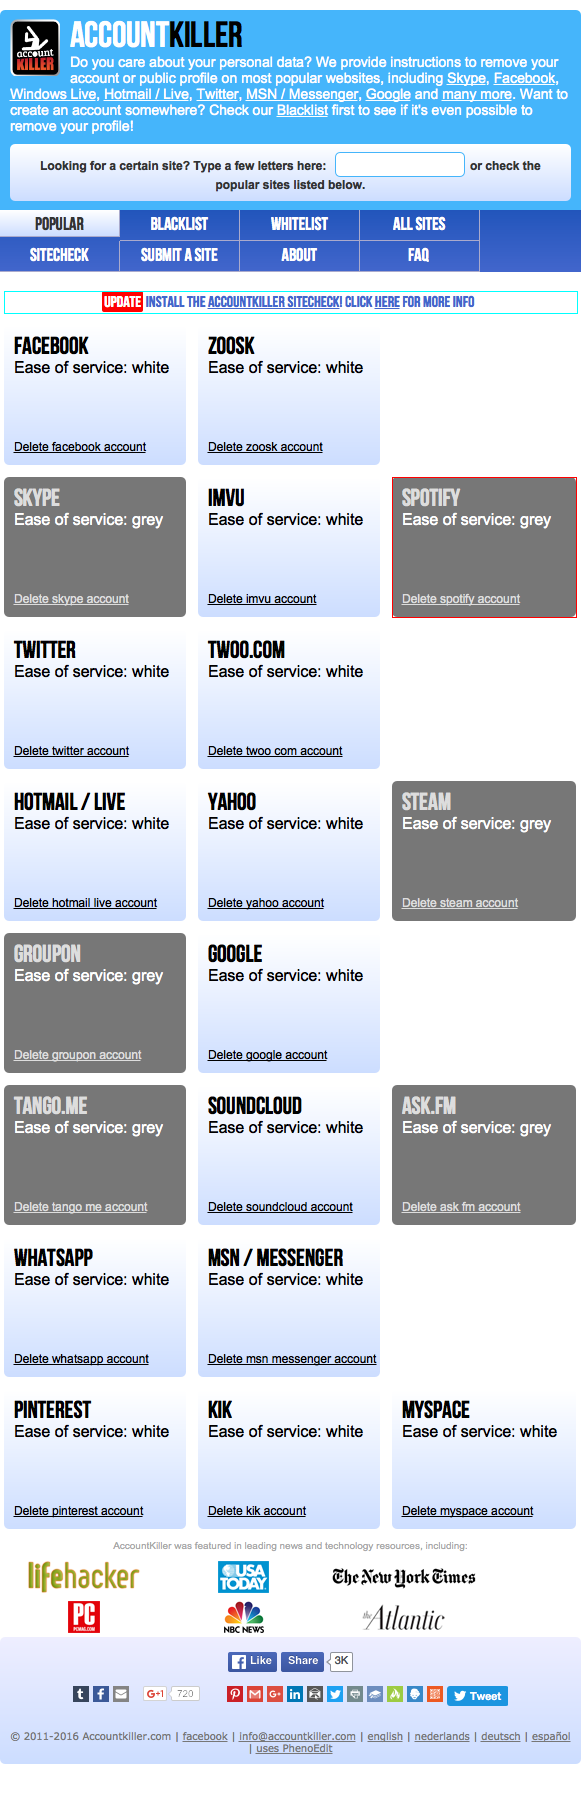 account
KILLER
ACCOUNTKILLER
Do you care about your personal data? We provide instructions to remove your
account or public profile on most popular websites, including Skype, Facebook,
Windows Live, Hotmail / Live, Twitter, MSN / Messenger, Google and many more. Want to
create an account somewhere? Check our Blacklist first to see if it's even possible to
remove your profile!
Looking for a certain site? Type a few letters here: or check the
popular sites listed below.
POPULAR BLACKLIST WHITELIST ALL SITES
SITECHECK SUBMIT A SITE ABOUT FAQ
UPDATE INSTALL THE ACCOUNTKILLER SITECHECK! CLICK HERE FOR MORE INFO
FACEBOOK ZOOSK
Ease of service: white Ease of service: white
Delete facebook account Delete zoosk account
SKYPE IMVU SPOTIFY
Ease of service: grey Ease of service: white Ease of service: grey
Delete skype account Delete imvu account Delete spotify account
TWITTER TWOO.COM
Ease of service: white Ease of service: white
Delete twitter account Delete twoo com account
HOTMAIL / LIVE YAHOO STEAM
Ease of service: white Ease of service: white Ease of service: grey
Delete hotmail live account Delete yahoo account Delete steam account
GROUPON GOOGLE
Ease of service: grey Ease of service: white
Delete groupon account Delete google account
TANGO.ME SOUNDCLOUD ASK.FM
Ease of service: grey Ease of service: white Ease of service: grey
Delete tango me account Delete soundcloud account Delete ask fm account
WHATSAPP MSN / MESSENGER
Ease of service: white Ease of service: white
Delete whatsapp account Delete msn messenger account
PINTEREST KIK MYSPACE
Ease of service: white Ease of service: white Ease of service: white
Delete pinterest account Delete kik account Delete myspace account
AccountKiller was featured in leading news and technology resources, including:
lifehacker USA TODAY The New York Times
PC PCMAG.COM NBC NEWS the Atlantic
Like Share 3K
G+1 720 Tweet
© 2011-2016 Accountkiller.com | facebook | info@accountkiller.com | english | nederlands | deutsch | español
| uses PhenoEdit